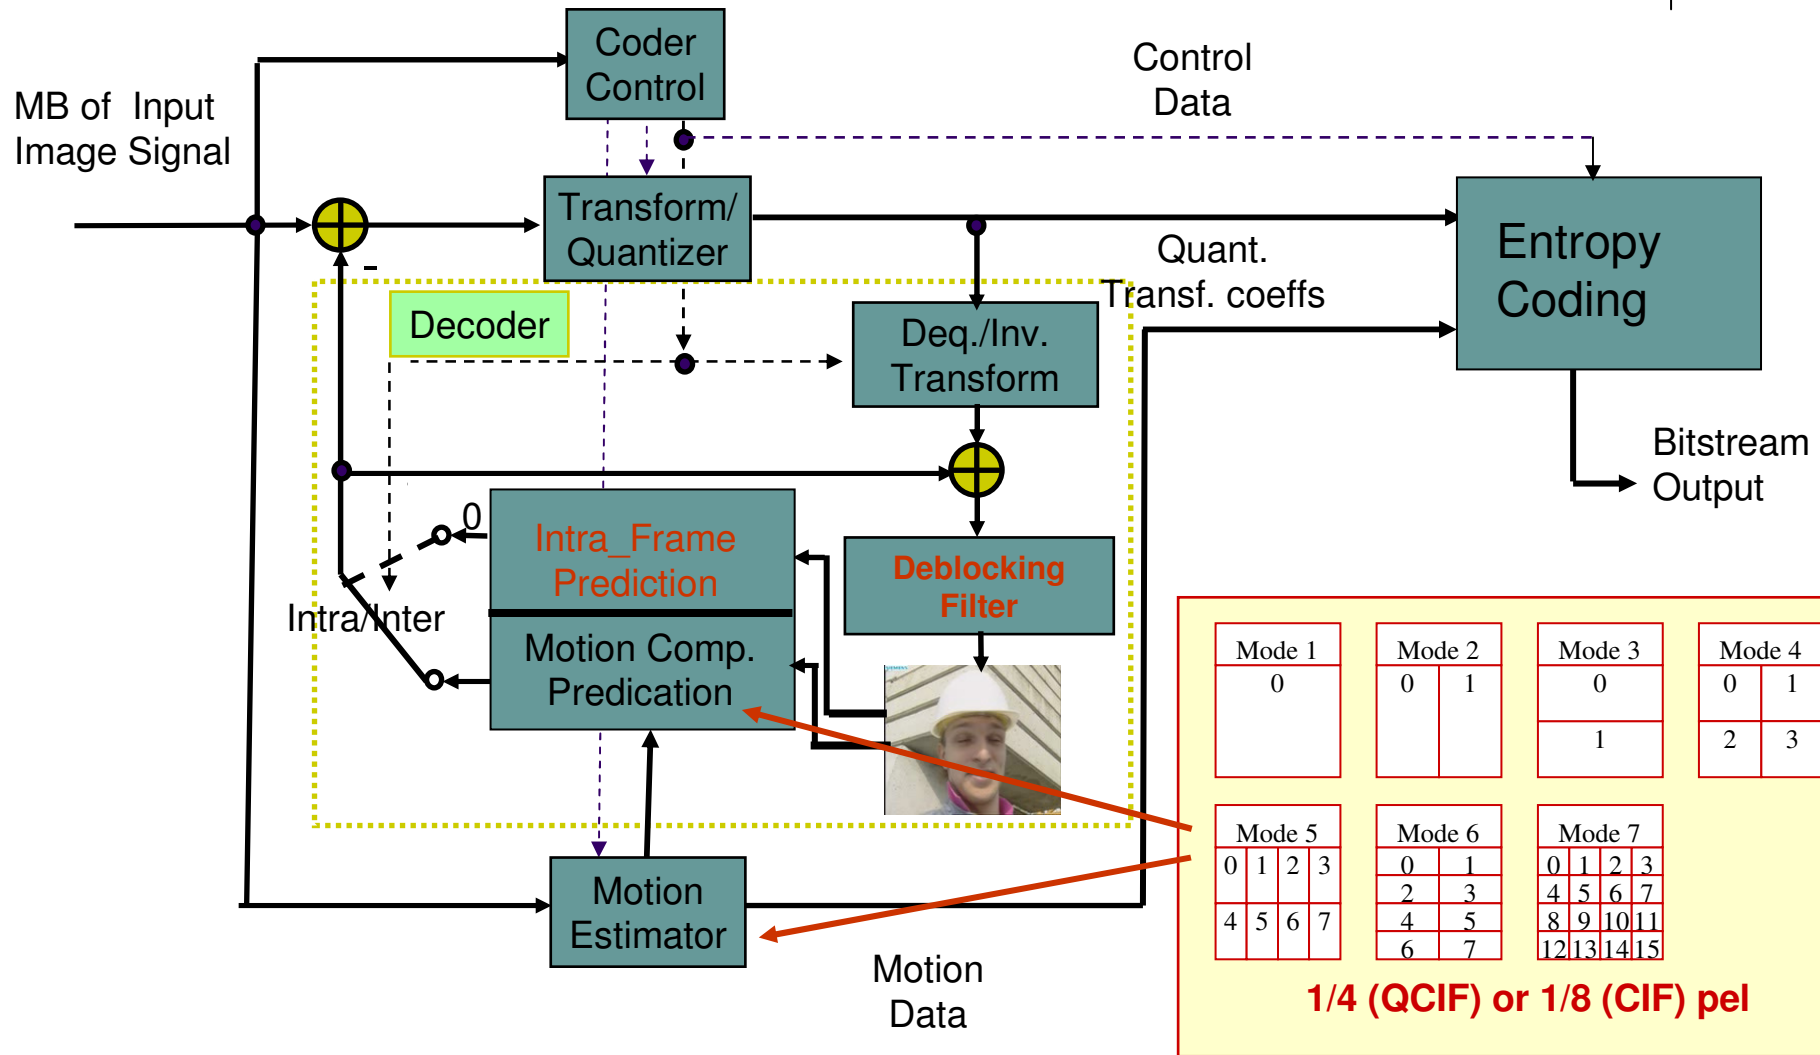 Coder
Control
Control
Data
MB of Input
Image Signal
Transform/
Quantizer
Entropy
Coding
-
Quant.
Transf. coeffs
Decoder
Deq./Inv.
Transform
Bitstream
Output
0
Intra_Frame
Prediction
Deblocking
Filter
Intra/Inter
Motion Comp.
Predication
Mode 1
0
Mode 2
0 1
Mode 3
0
1
Mode 4
0 1
2 3
Mode 5
0 1 2 3
4 5 6 7
Mode 6
0 1
2 3
4 5
6 7
Mode 7
0 1 2 3
4 5 6 7
8 9 10 11
12 13 14 15
1/4 (QCIF) or 1/8 (CIF) pel
Motion
Estimator
Motion
Data